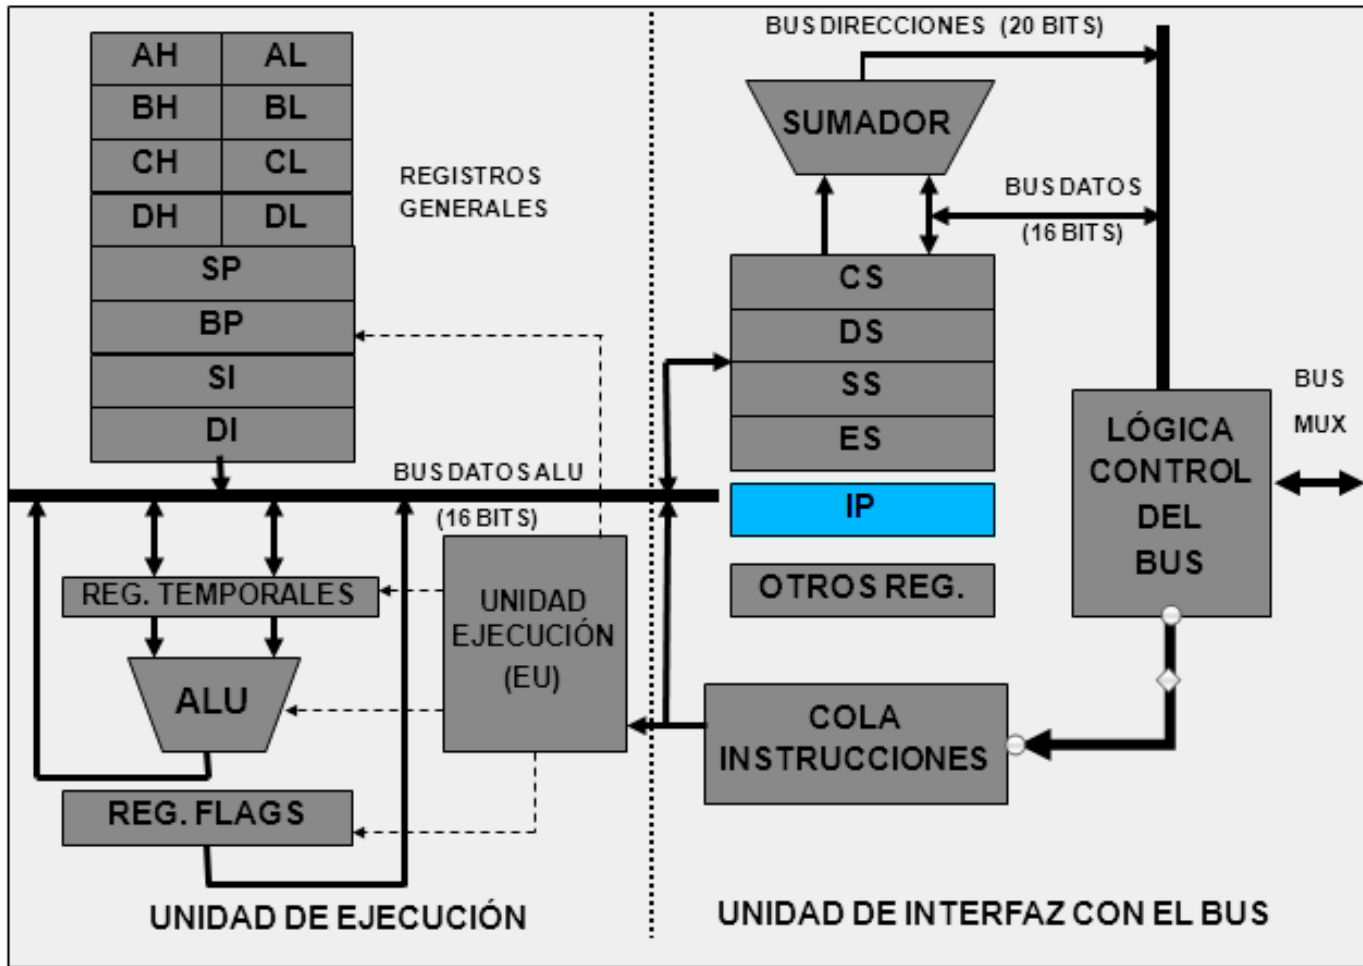 AH AL
BH BL
CH CL
DH DL
SP
BP
SI
DI
REGISTROS
GENERALES
BUS DATOS ALU
(16 BITS)
REG. TEMPORALES
ALU
REG. FLAGS
UNIDAD
EJECUCIÓN
(EU)
UNIDAD DE EJECUCIÓN
BUS DIRECCIONES (20 BITS)
SUMADOR
BUS DATOS
(16 BITS)
CS
DS
SS
ES
IP
OTROS REG.
COLA
INSTRUCCIONES
LÓGICA
CONTROL
DEL
BUS
BUS
MUX
UNIDAD DE INTERFAZ CON EL BUS